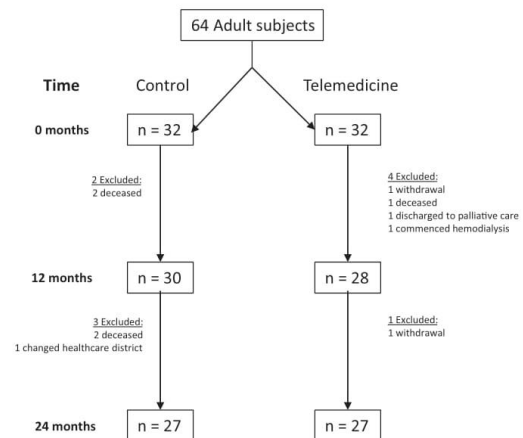 64 Adult subjects
Time
Control
Telemedicine
0 months
n = 32
n = 32
2 Excluded:
2 deceased
4 Excluded:
1 withdrawal
1 deceased
1 discharged to palliative care
1 commenced hemodialysis
12 months
n = 30
n = 28
3 Excluded:
2 deceased
1 changed healthcare district
1 Excluded:
1 withdrawal
24 months
n = 27
n = 27